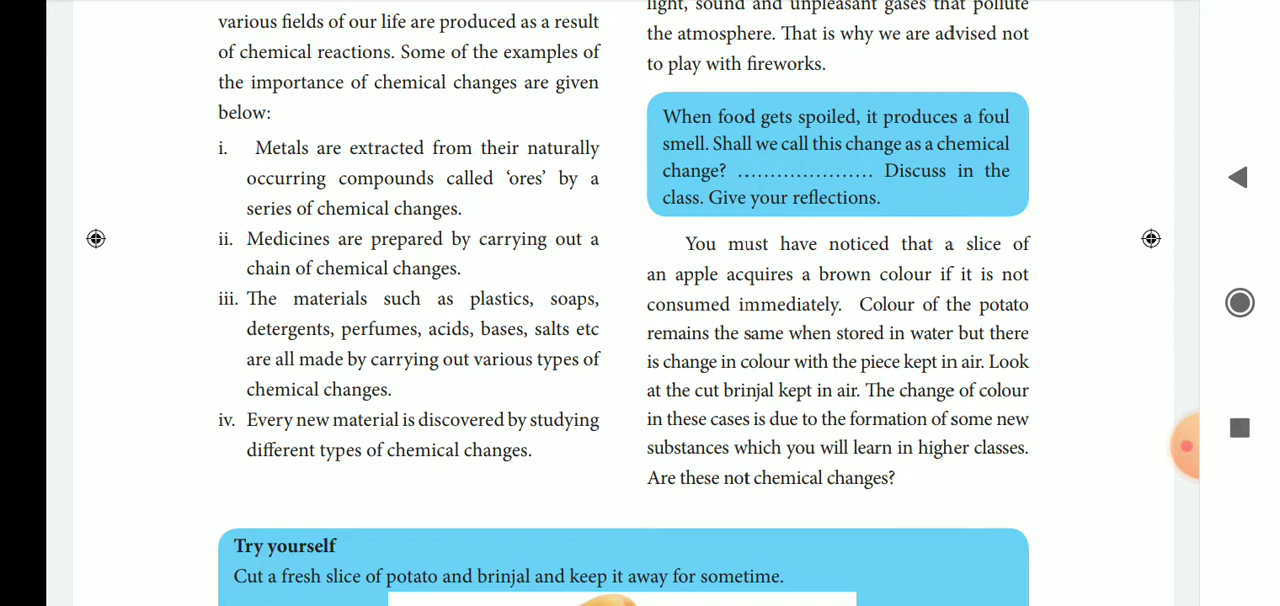 various fields of our life are produced as a result
of chemical reactions. Some of the examples of
the importance of chemical changes are given
below:
i. Metals are extracted from their naturally
occurring compounds called ‘ores’ by a
series of chemical changes.
ii. Medicines are prepared by carrying out a
chain of chemical changes.
iii. The materials such as plastics, soaps,
detergents, perfumes, acids, bases, salts etc
are all made by carrying out various types of
chemical changes.
iv. Every new material is discovered by studying
different types of chemical changes.
light, sound and unpleasant gases that pollute
the atmosphere. That is why we are advised not
to play with fireworks.
When food gets spoiled, it produces a foul
smell. Shall we call this change as a chemical
change? ..................... Discuss in the
class. Give your reflections.
You must have noticed that a slice of
an apple acquires a brown colour if it is not
consumed immediately. Colour of the potato
remains the same when stored in water but there
is change in colour with the piece kept in air. Look
at the cut brinjal kept in air. The change of colour
in these cases is due to the formation of some new
substances which you will learn in higher classes.
Are these not chemical changes?
Try yourself
Cut a fresh slice of potato and brinjal and keep it away for sometime.